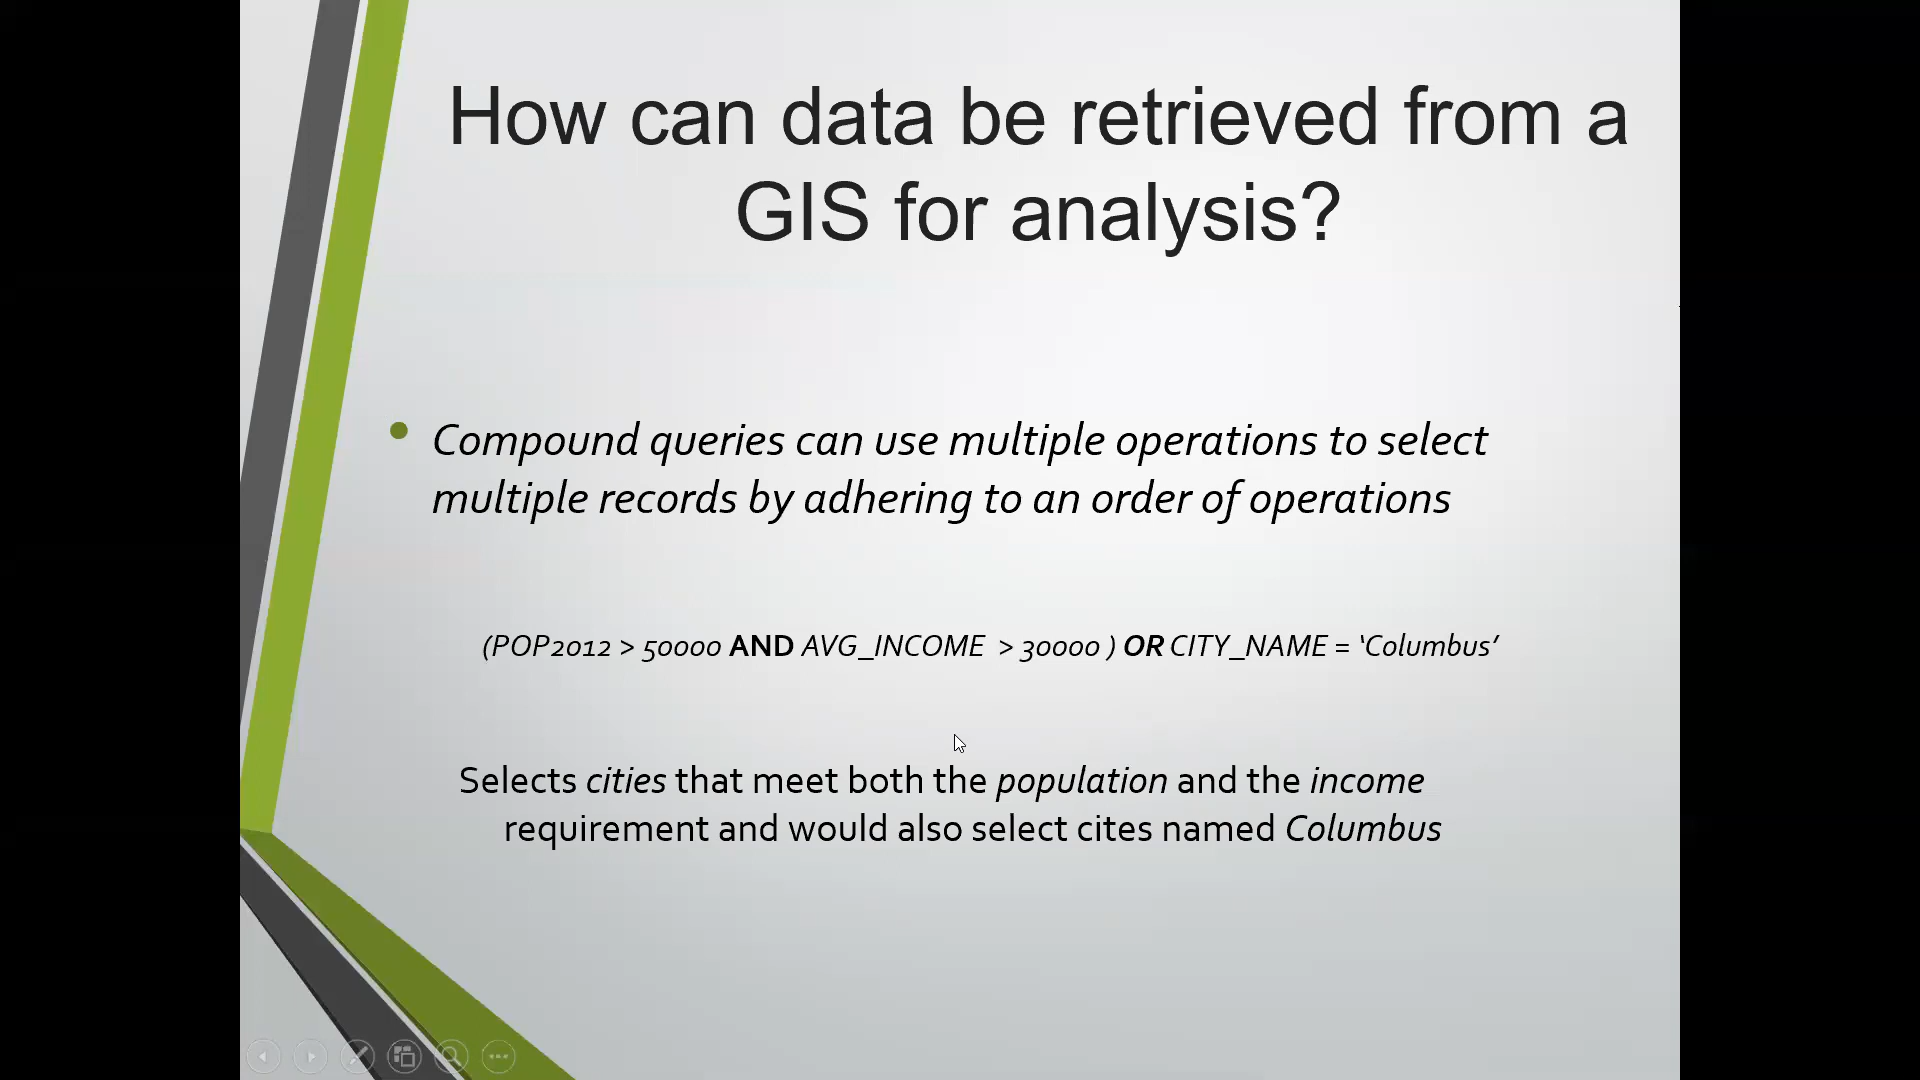 How can data be retrieved from a
GIS for analysis?
Compound queries can use multiple operations to select
multiple records by adhering to an order of operations
(POP2012 > 50000 AND AVG_INCOME > 30000 ) OR CITY_NAME = ‘Columbus’
Selects cities that meet both the population and the income
requirement and would also select cites named Columbus